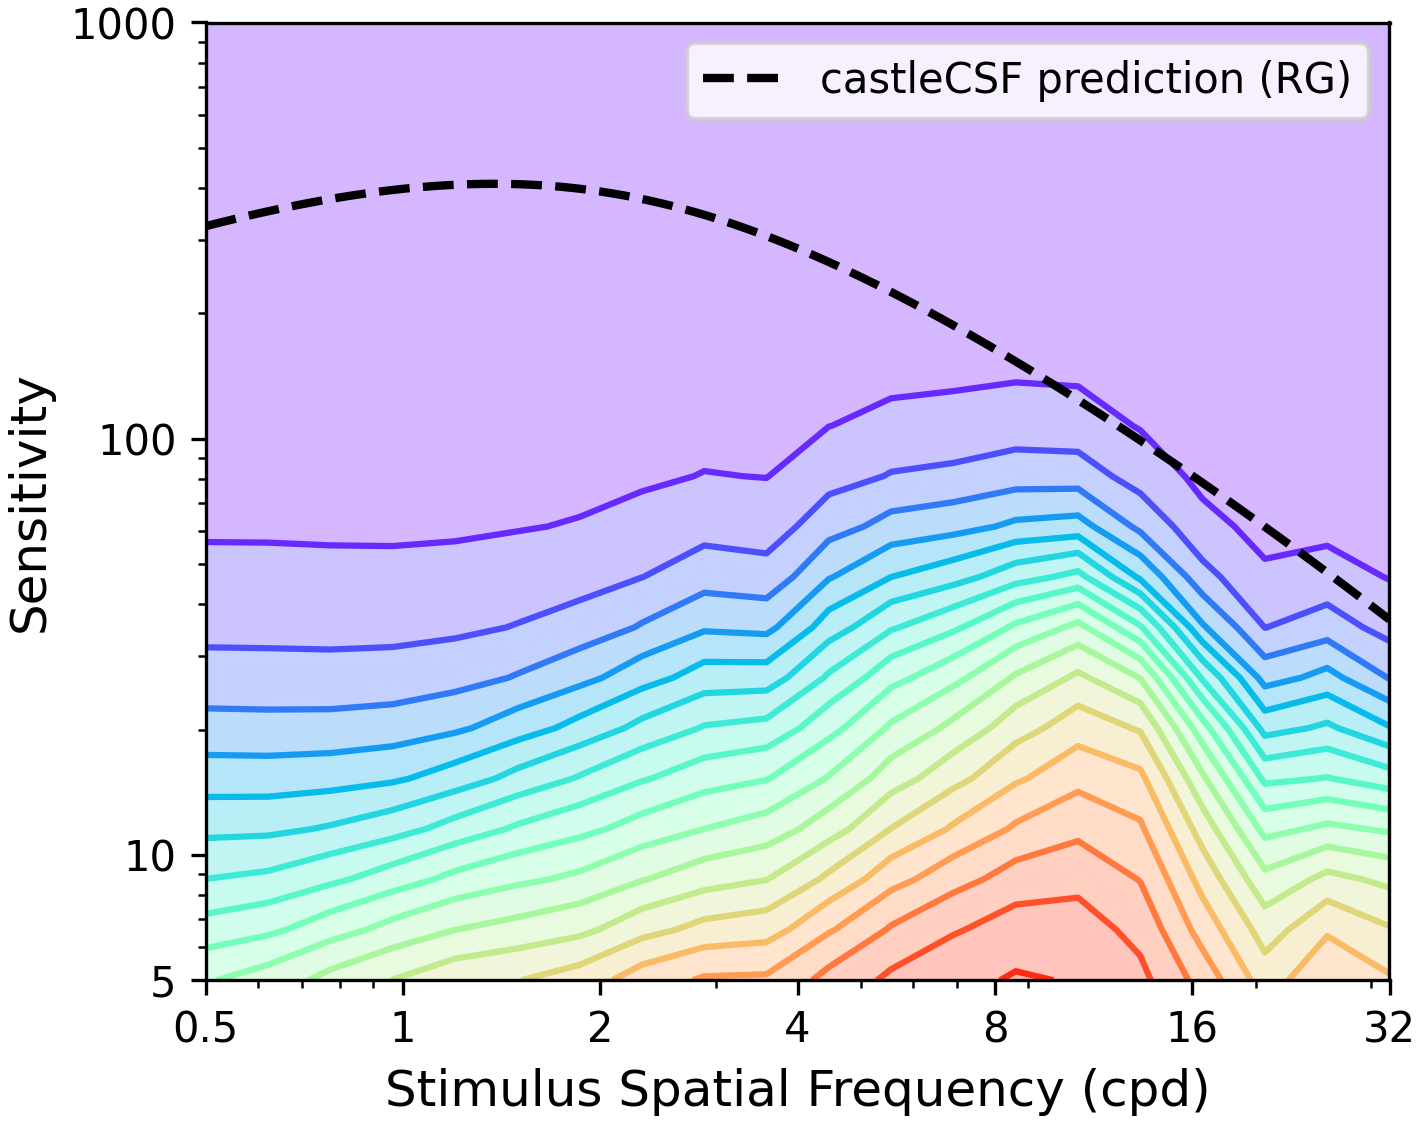 1000
castleCSF prediction (RG)
100
Sensitivity
10
5
0.5 1 2 4 8 16 32
Stimulus Spatial Frequency (cpd)